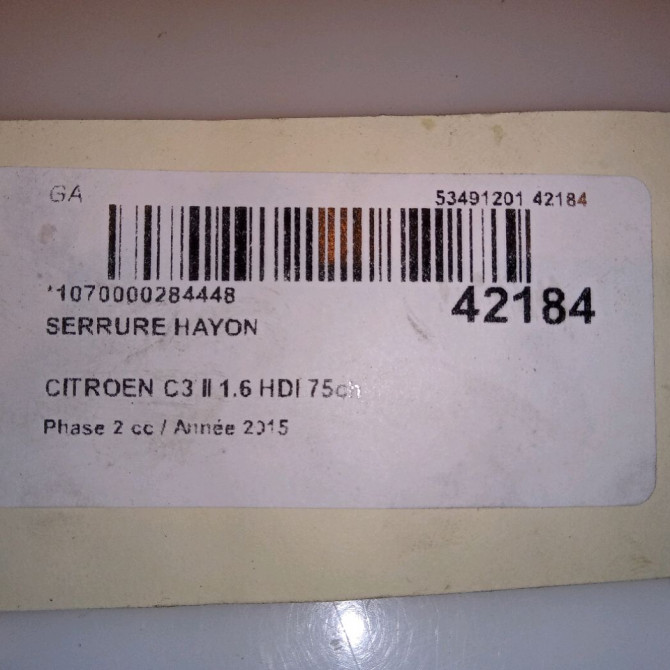 GA
53491201 42184
*1070000284448
42184
SERRURE HAYON
CITROEN C3 II 1.6 HDI 75ch
Phase 2 cc / Année 2015